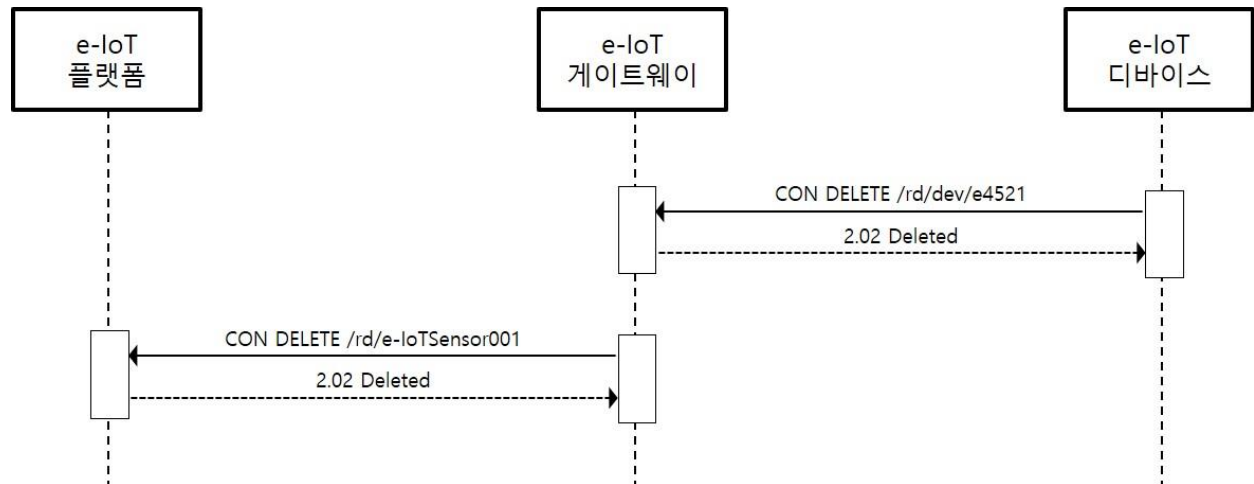 e-IoT
플랫폼
e-IoT
게이트웨이
e-IoT
디바이스
CON DELETE /rd/dev/e4521
2.02 Deleted
CON DELETE /rd/e-IoTSensor001
2.02 Deleted